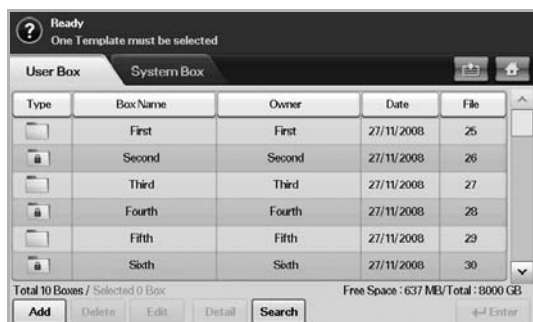 Ready
One Template must be selected
User Box System Box
Type Box Name Owner Date File
First First 27/11/2008 25
Second Second 27/11/2008 26
Third Third 27/11/2008 27
Fourth Fourth 27/11/2008 28
Fifth Fifth 27/11/2008 29
Sixth Sixth 27/11/2008 30
Total 10 Boxes / Selected 0 Box Free Space : 637 MB/Total : 8000 GB
Add Delete Edit Detail Search Enter